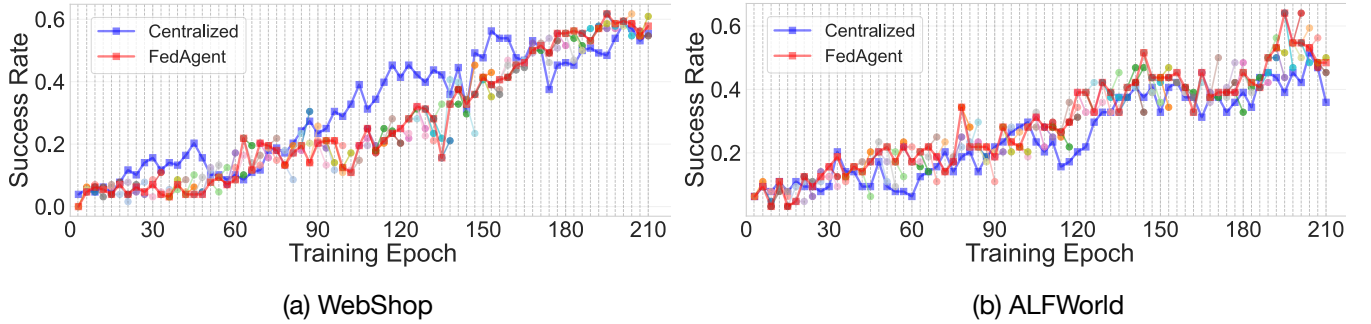 Success Rate
0.6
0.4
0.2
0.0
Centralized
FedAgent
0 30 60 90 120 150 180 210
Training Epoch
(a) WebShop
Success Rate
0.6
0.4
0.2
Centralized
FedAgent
0 30 60 90 120 150 180 210
Training Epoch
(b) ALFWorld